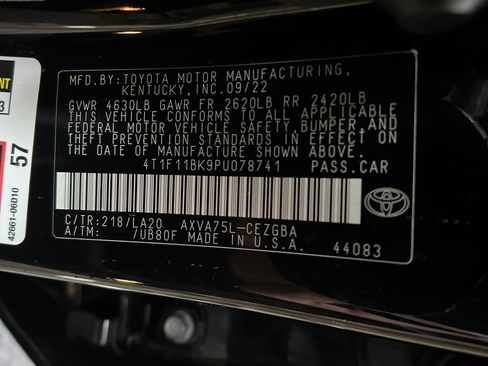 MFD.BY:TOYOTA MOTOR MANUFACTURING,
KENTUCKY, INC.09/22
GVWR 4630LB GAWR FR 2620LB RR 2420LB
THIS VEHICLE CONFORMS TO ALL APPLICABLE
FEDERAL MOTOR VEHICLE SAFETY, BUMPER, AND
THEFT PREVENTION STANDARDS IN EFFECT ON
THE DATE OF MANUFACTURE SHOWN ABOVE.
4T1F11BK9PU078741 PASS.CAR
C/TR:218/LA20 AXVA75L-CEZGBA
A/TM: /UB80F MADE IN U.S.A.
44083
57
42661-06D10